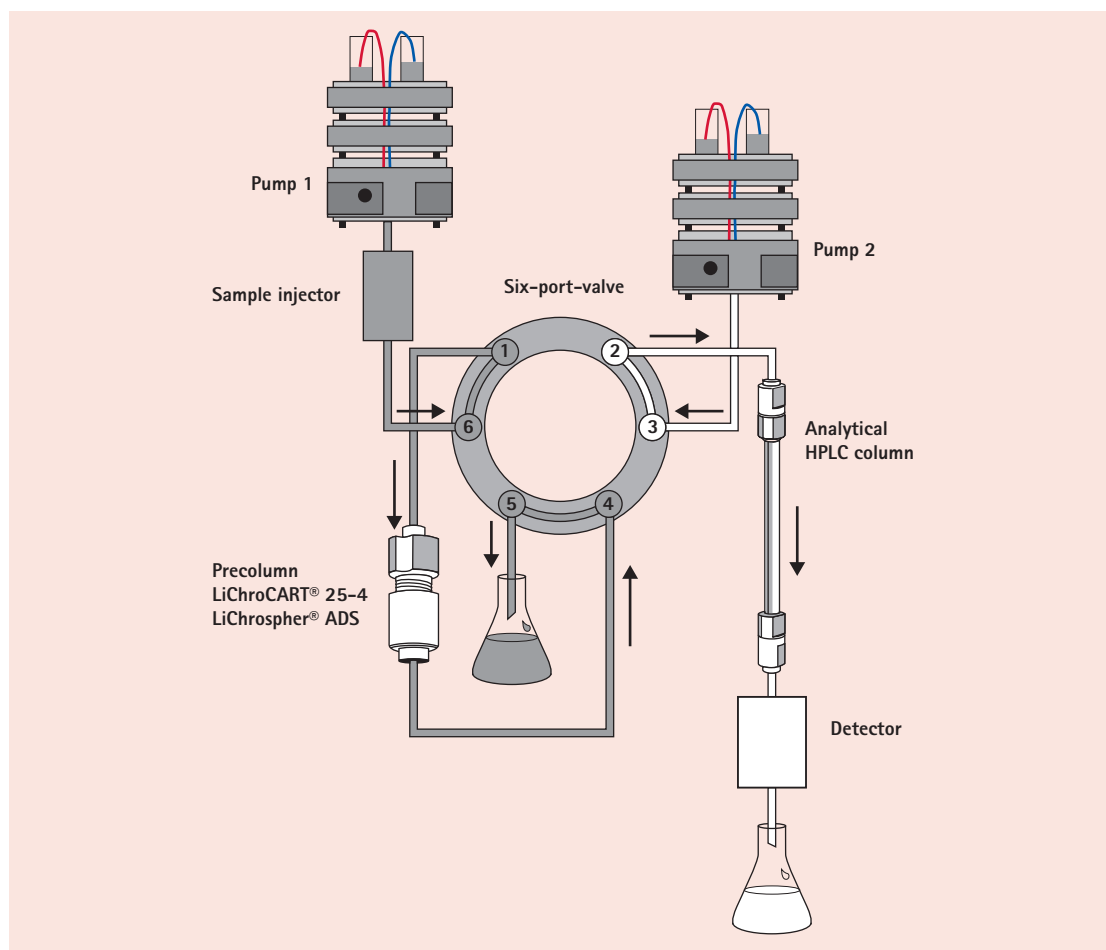 Pump 1
Pump 2
Sample injector
Six-port-valve
1
2
6
3
Analytical
HPLC column
5
4
Precolumn
LiChroCART® 25-4
LiChrospher® ADS
Detector